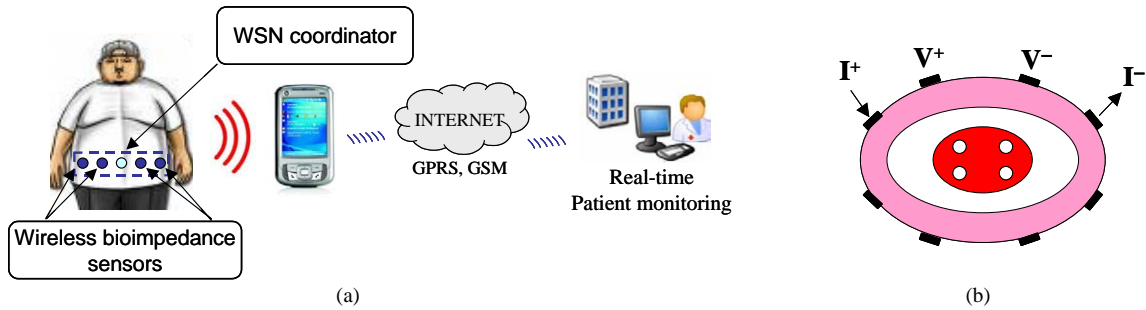 WSN coordinator
INTERNET
GPRS, GSM
Real-time
Patient monitoring
Wireless bioimpedance
sensors
(a)
I⁺
V⁺
V⁻
I⁻
(b)